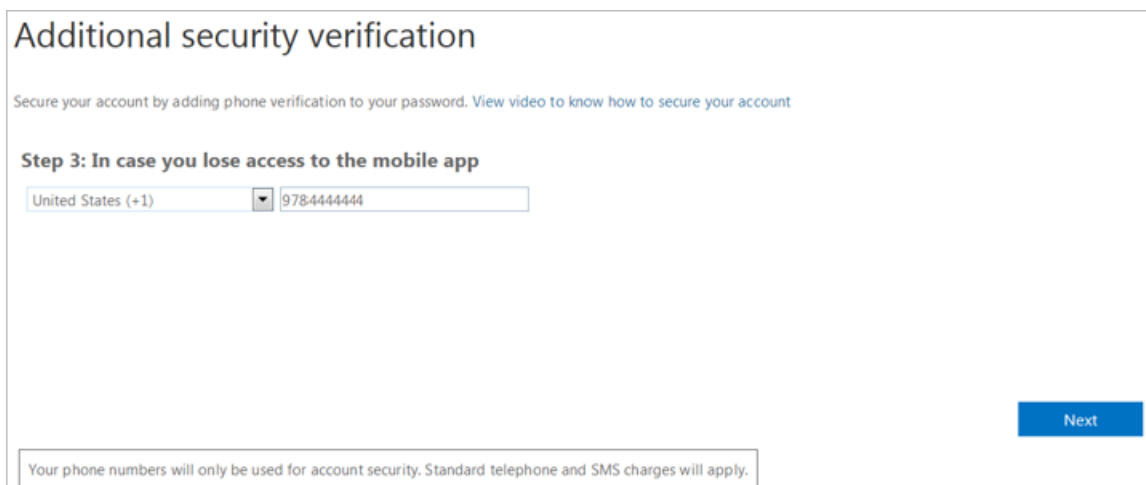 Additional security verification
Secure your account by adding phone verification to your password. View video to know how to secure your account
Step 3: In case you lose access to the mobile app
United States (+1) 9784444444
Next
Your phone numbers will only be used for account security. Standard telephone and SMS charges will apply.